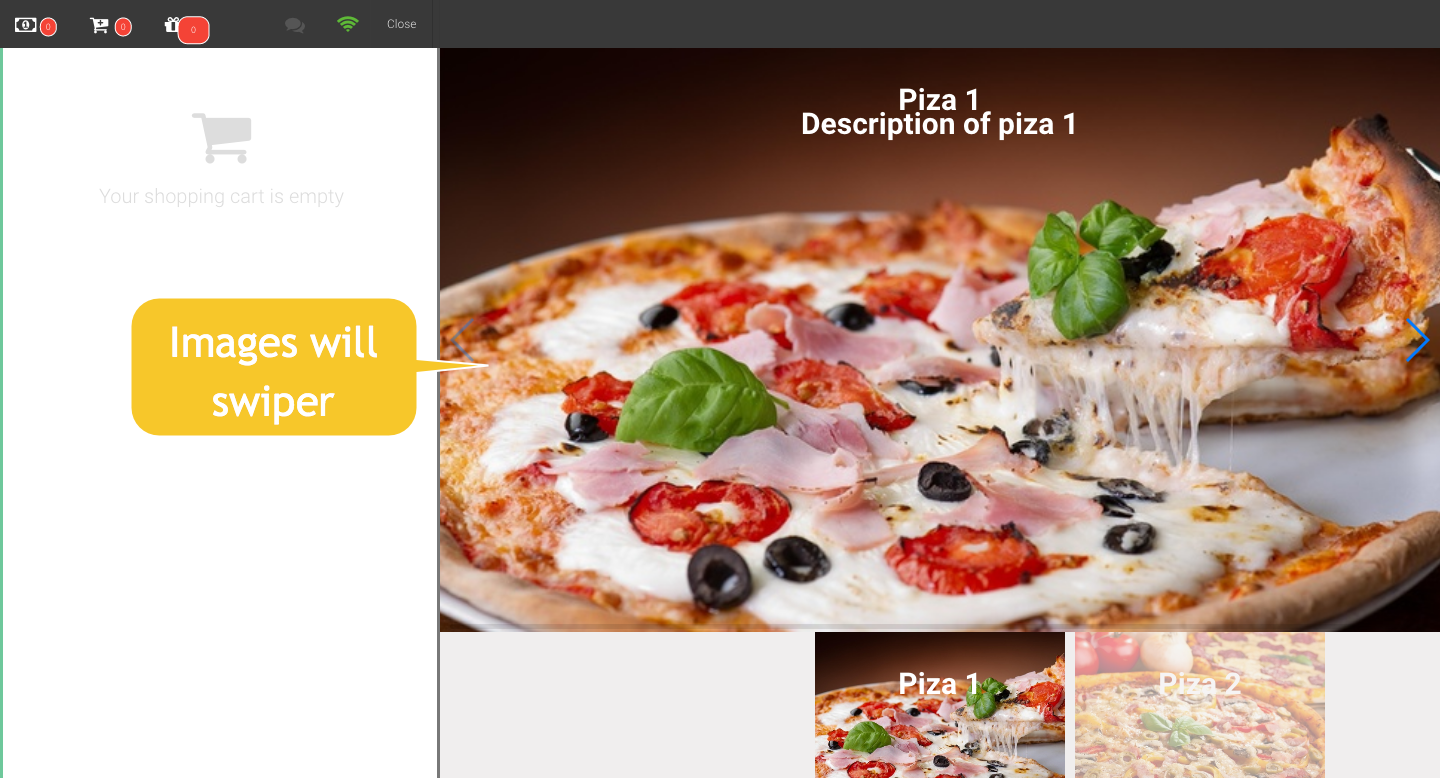 0
0
0
Close
Piza 1
Description of piza 1
Your shopping cart is empty
Images will
swiper
Piza 1
Piza 2